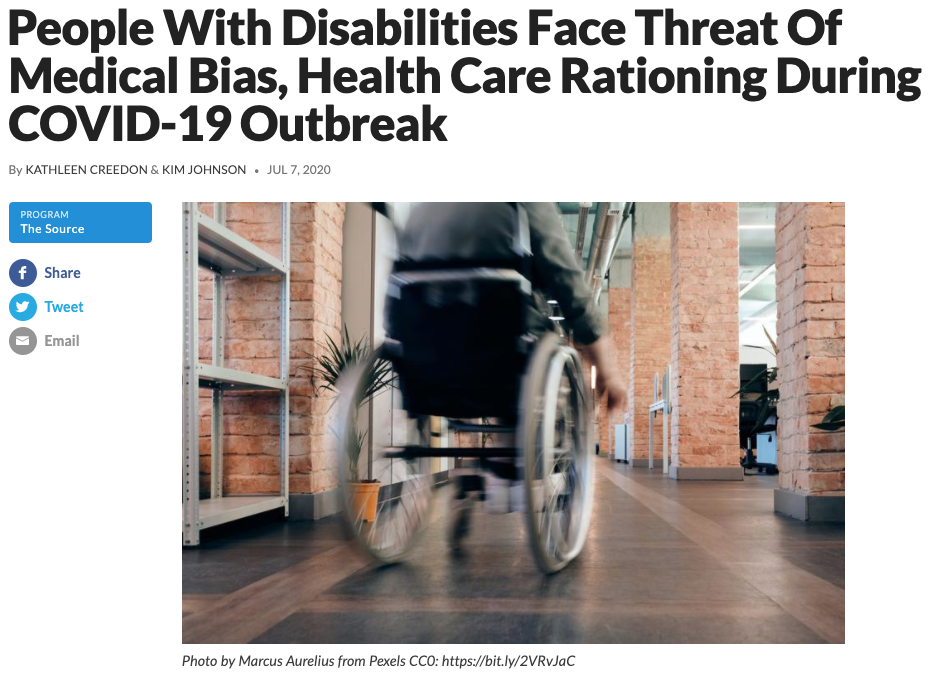 People With Disabilities Face Threat Of
Medical Bias, Health Care Rationing During
COVID-19 Outbreak
By KATHLEEN CREEDON & KIM JOHNSON • JUL 7, 2020
PROGRAM
The Source
Share
Tweet
Email
Photo by Marcus Aurelius from Pexels CC0: https://bit.ly/2VRvJaC